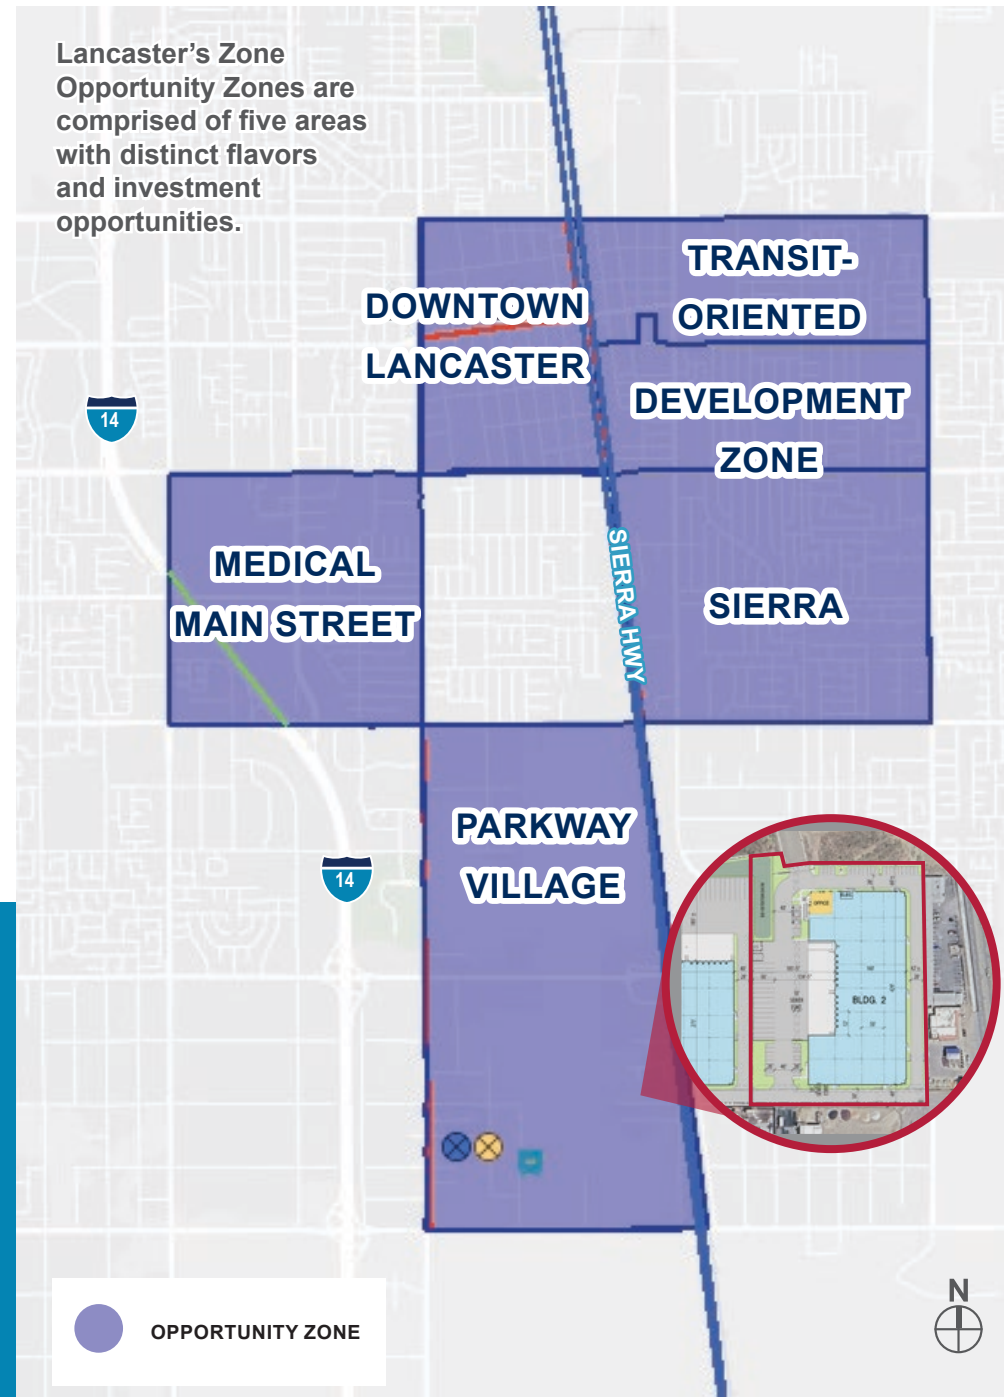 Lancaster’s Zone
Opportunity Zones are
comprised of five areas
with distinct flavors
and investment
opportunities.
TRANSIT-
ORIENTED
DEVELOPMENT
ZONE
DOWNTOWN
LANCASTER
14
MEDICAL
MAIN STREET
SIERRA HWY
SIERRA
PARKWAY
VILLAGE
14
OFFICE
BLDG. 2
OPPORTUNITY ZONE
N